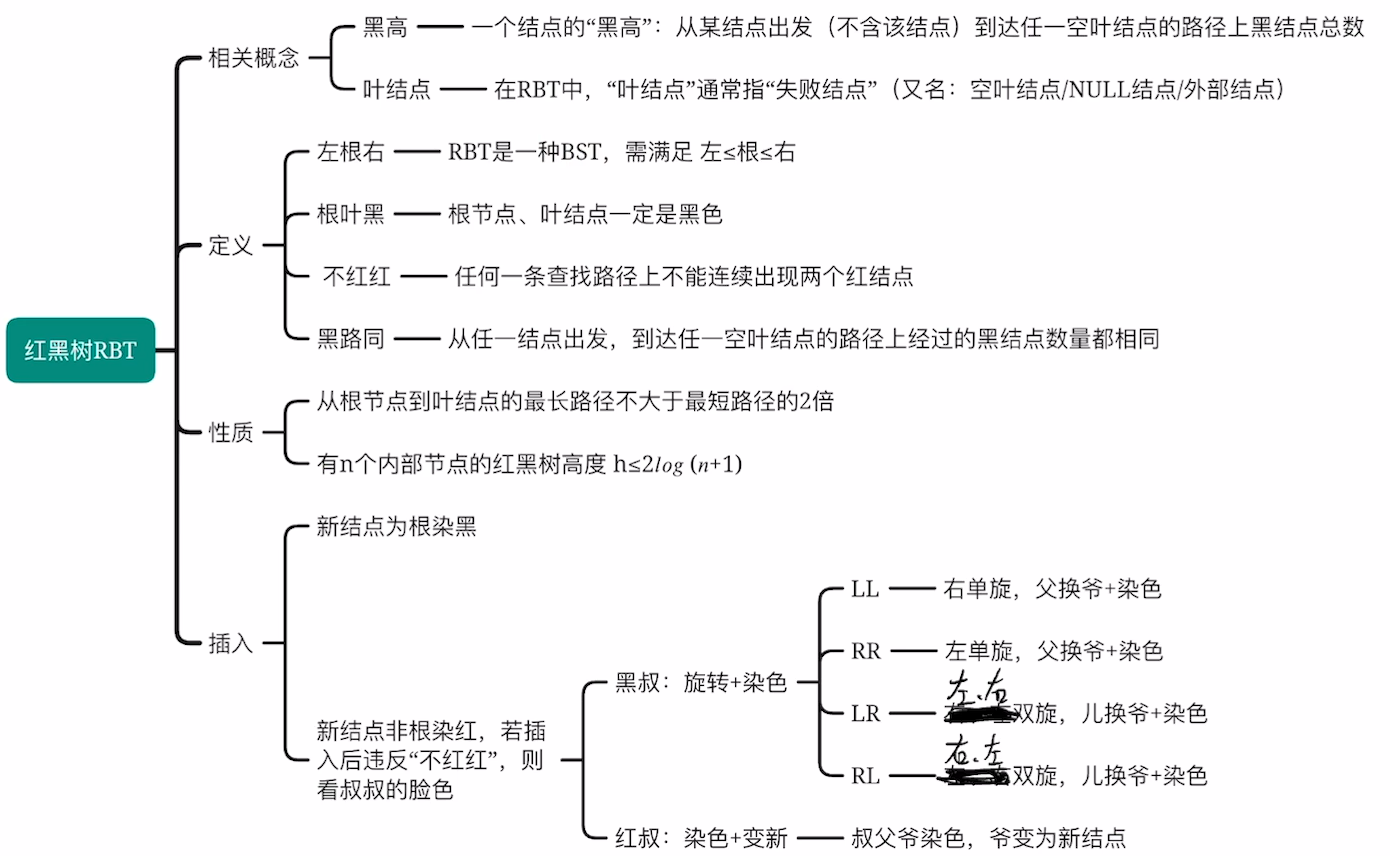 黑高 一个结点的“黑高”：从某结点出发（不含该结点）到达任一空叶结点的路径上黑结点总数
相关概念
叶结点 在RBT中，“叶结点”通常指“失败结点”（又名：空叶结点/NULL结点/外部结点）
左根右 RBT是一种BST，需满足 左≤根≤右
根叶黑 根节点、叶结点一定是黑色
定义
不红红 任何一条查找路径上不能连续出现两个红结点
黑路同 从任一结点出发，到达任一空叶结点的路径上经过的黑结点数量都相同
红黑树RBT
从根节点到叶结点的最长路径不大于最短路径的2倍
性质
有n个内部节点的红黑树高度 h≤2log (n+1)
新结点为根染黑
LL 右单旋，父换爷+染色
插入
RR 左单旋，父换爷+染色
黑叔：旋转+染色
左、右
LR 双旋，儿换爷+染色
新结点非根染红，若插
入后违反“不红红”，则
看叔叔的脸色
右、左
RL 双旋，儿换爷+染色
红叔：染色+变新 叔父爷染色，爷变为新结点